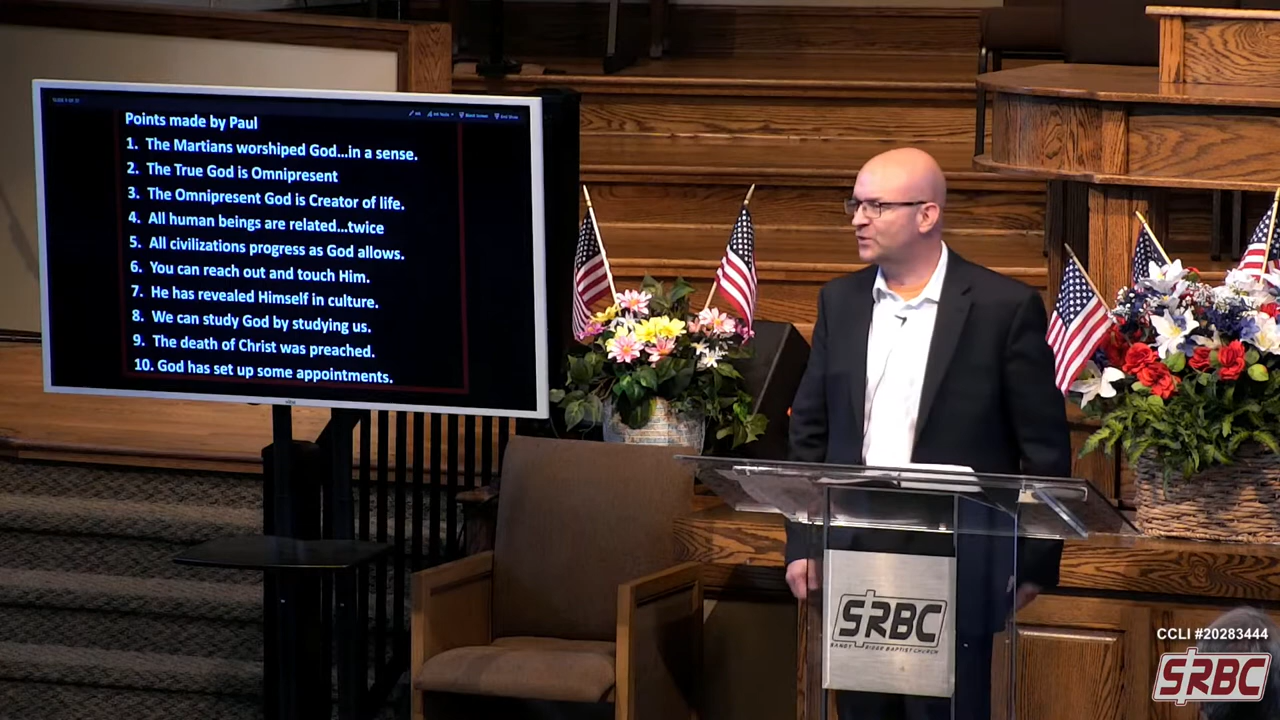 Points made by Paul
1. The Martians worshiped God...in a sense.
2. The True God is Omnipresent
3. The Omnipresent God is Creator of life.
4. All human beings are related...twice
5. All civilizations progress as God allows.
6. You can reach out and touch Him.
7. He has revealed Himself in culture.
8. We can study God by studying us.
9. The death of Christ was preached.
10. God has set up some appointments.
SRBC
SANDY RIDGE BAPTIST CHURCH
CCLI #20283444
SRBC